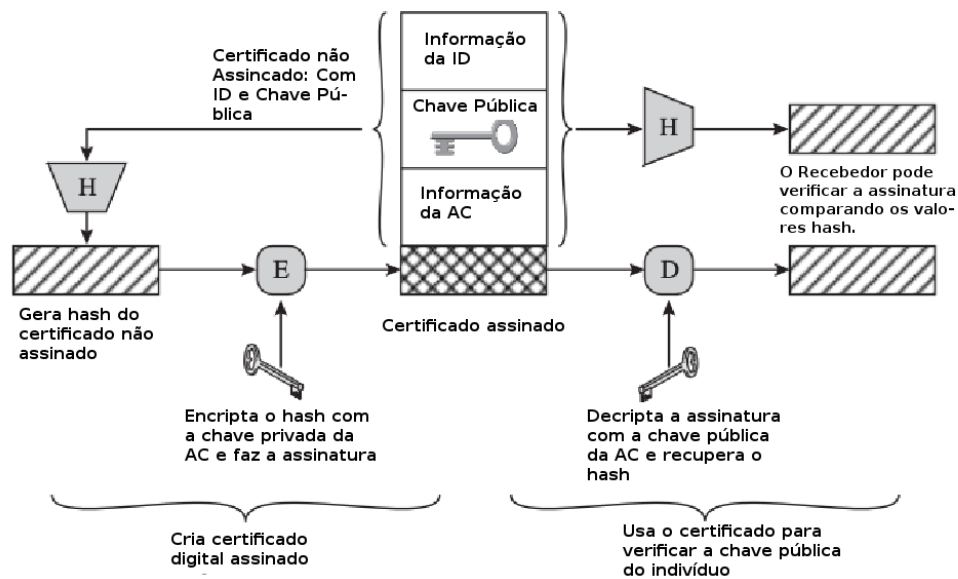 Certificado não
Assincado: Com
ID e Chave Pú-
blica
Informação
da ID
Chave Pública
Informação
da AC
H
H
O Recebedor pode
verificar a assinatura
comparando os valo-
res hash.
E
D
Gera hash do
certificado não
assinado
Certificado assinado
Encripta o hash com
a chave privada da
AC e faz a assinatura
Decripta a assinatura
com a chave pública
da AC e recupera o
hash
Cria certificado
digital assinado
Usa o certificado para
verificar a chave pública
do indivíduo